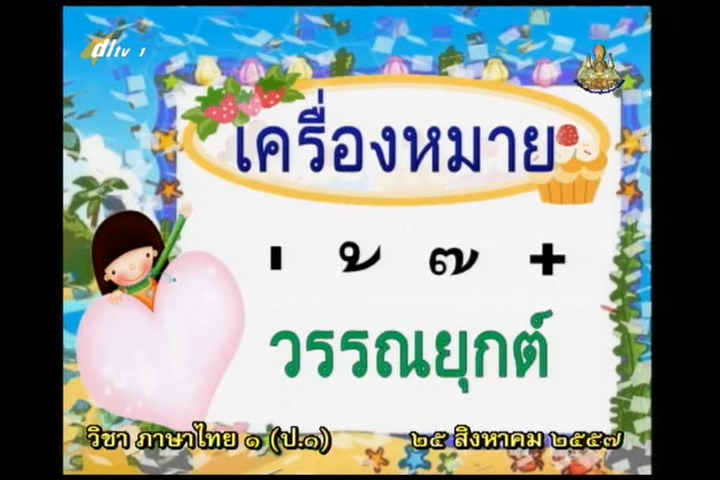 dltv 1
เครื่องหมาย
่ ้ ๊ ๋
วรรณยุกต์
วิชา ภาษาไทย ๑ (ป.๑) ๒๕ สิงหาคม ๒๕๕๗